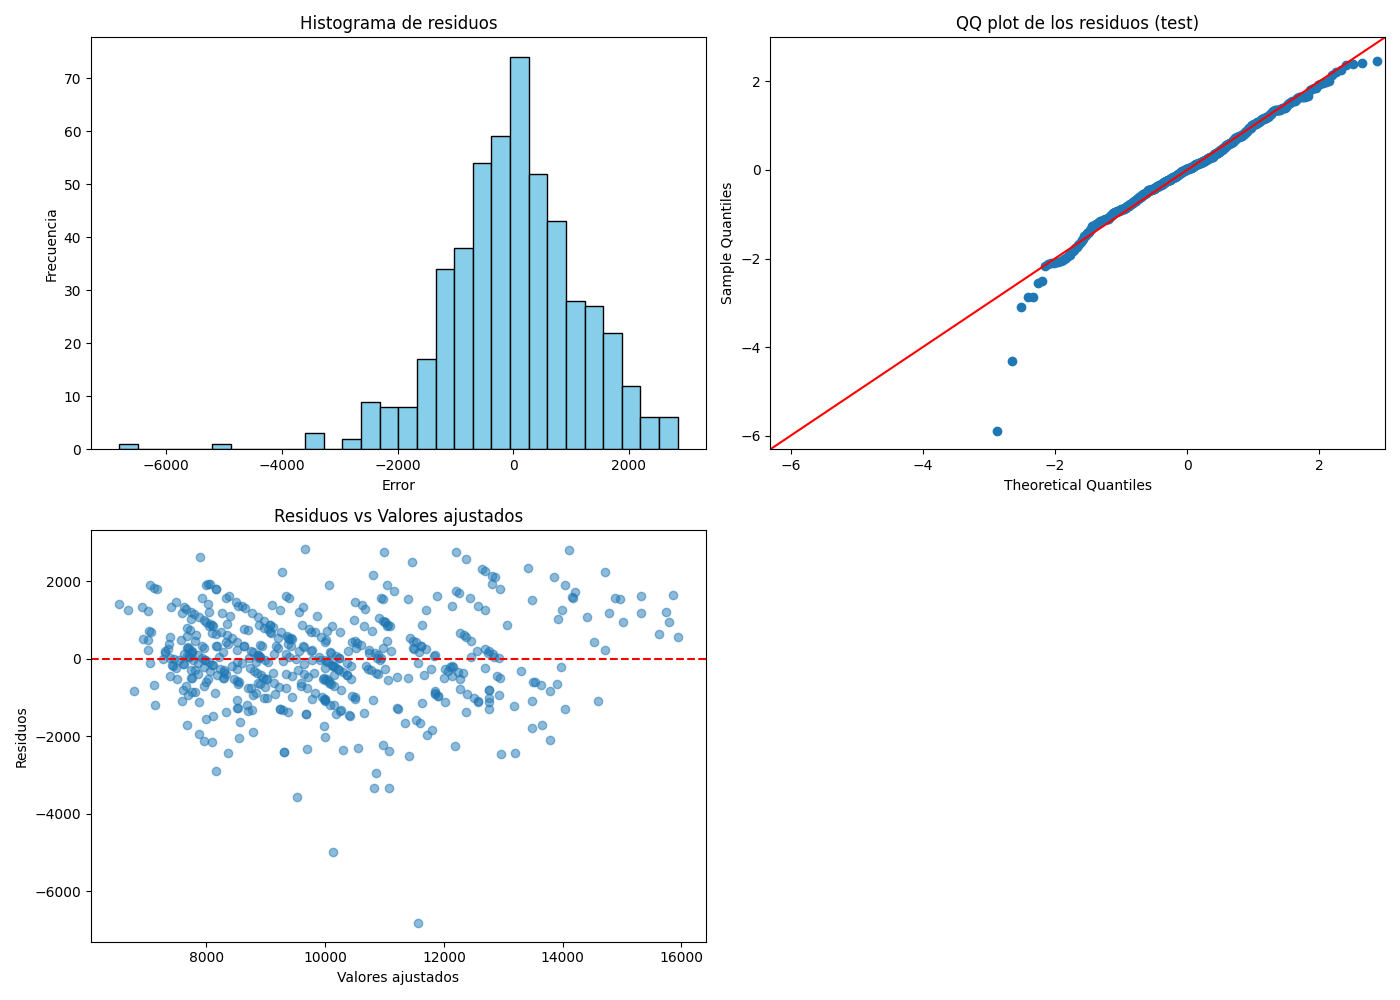 Histograma de residuos
70
60
50
40
30
20
10
0
Frecuencia
−6000 −4000 −2000 0 2000
Error
QQ plot de los residuos (test)
2
0
−2
−4
−6
Sample Quantiles
−6 −4 −2 0 2
Theoretical Quantiles
Residuos vs Valores ajustados
2000
0
−2000
−4000
−6000
Residuos
8000 10000 12000 14000 16000
Valores ajustados